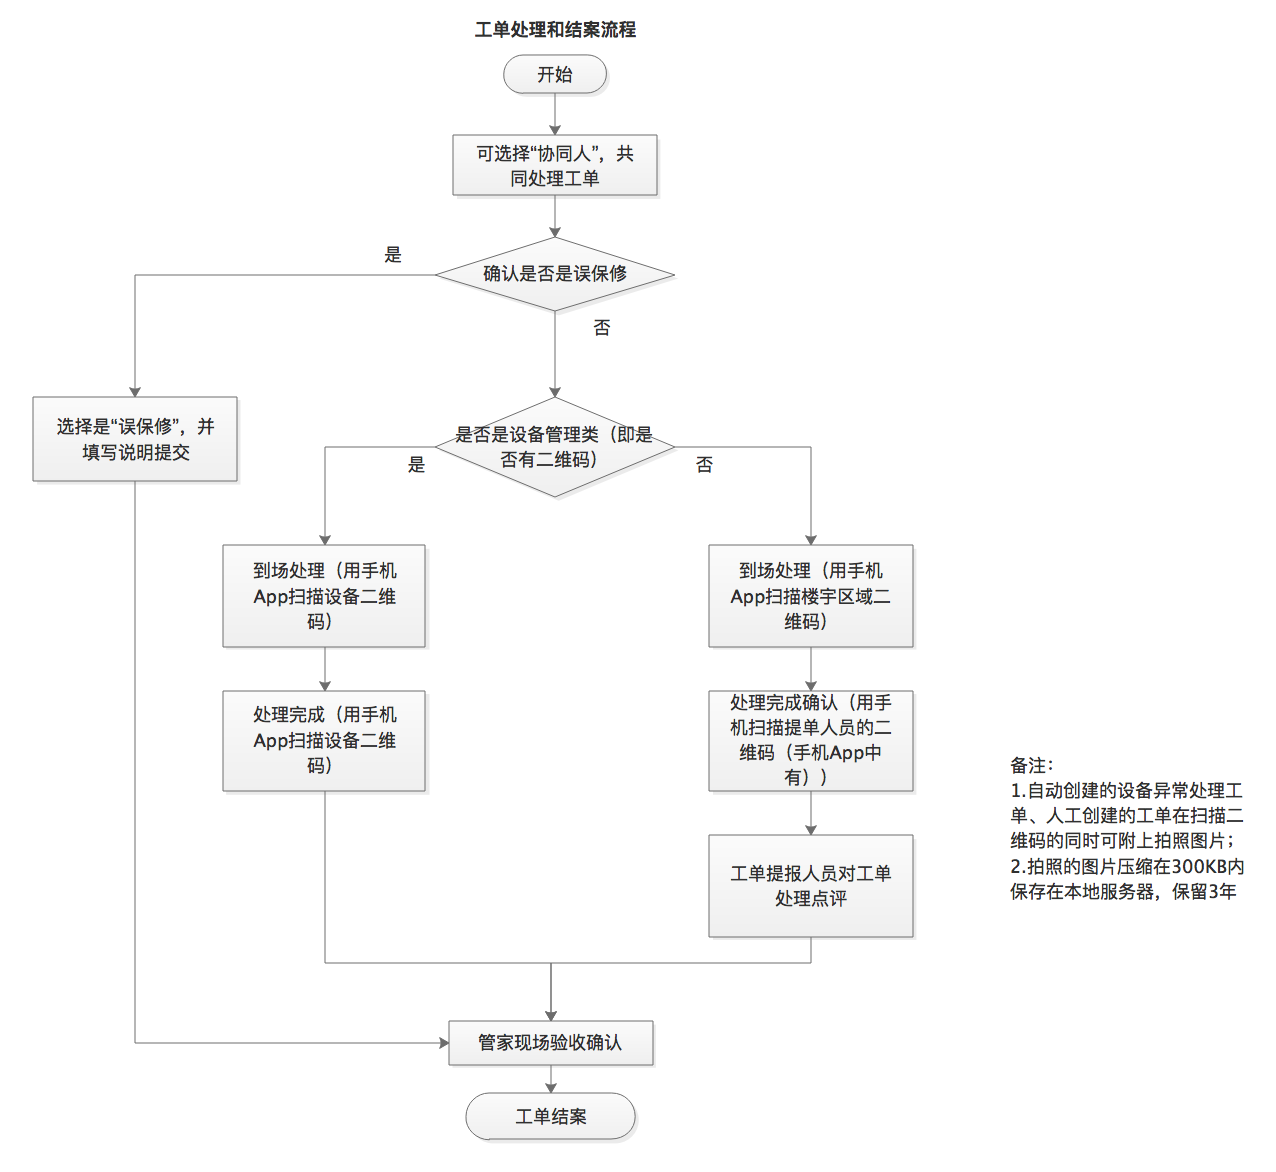 工单处理和结案流程
开始
可选择“协同人”，共
同处理工单
是
确认是否是误保修
否
选择是“误保修”，并
填写说明提交
是否是设备管理类（即是
否有二维码）
是
否
到场处理（用手机
App扫描设备二维
码）
到场处理（用手机
App扫描楼宇区域二
维码）
处理完成（用手机
App扫描设备二维
码）
处理完成确认（用手
机扫描提单人员的二
维码（手机App中
有））
工单提报人员对工单
处理点评
备注：
1.自动创建的设备异常处理工
单、人工创建的工单在扫描二
维码的同时可附上拍照图片；
2.拍照的图片压缩在300KB内
保存在本地服务器，保留3年
管家现场验收确认
工单结案